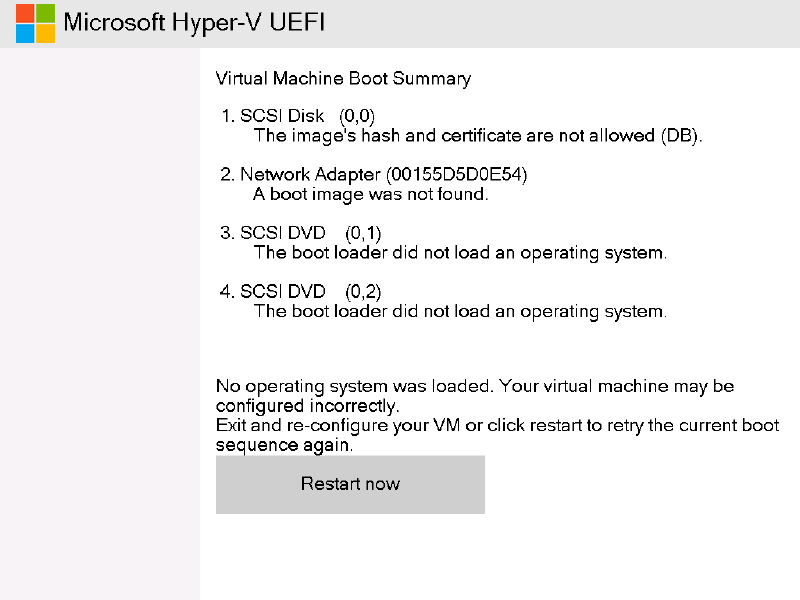 Microsoft Hyper-V UEFI
Virtual Machine Boot Summary
1. SCSI Disk (0,0)
The image's hash and certificate are not allowed (DB).
2. Network Adapter (00155D5D0E54)
A boot image was not found.
3. SCSI DVD (0,1)
The boot loader did not load an operating system.
4. SCSI DVD (0,2)
The boot loader did not load an operating system.
No operating system was loaded. Your virtual machine may be
configured incorrectly.
Exit and re-configure your VM or click restart to retry the current boot
sequence again.
Restart now